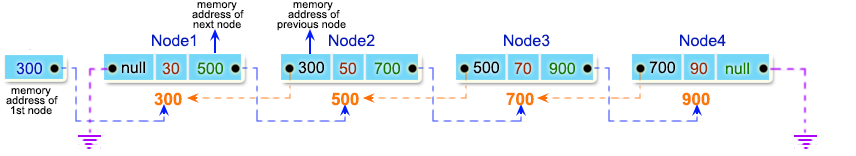 memory
address of
next node
memory
address of
previous node
Node1
Node2
Node3
Node4
300
null 30 500
300 50 700
500 70 900
700 90 null
memory
address of
1st node
300
500
700
900